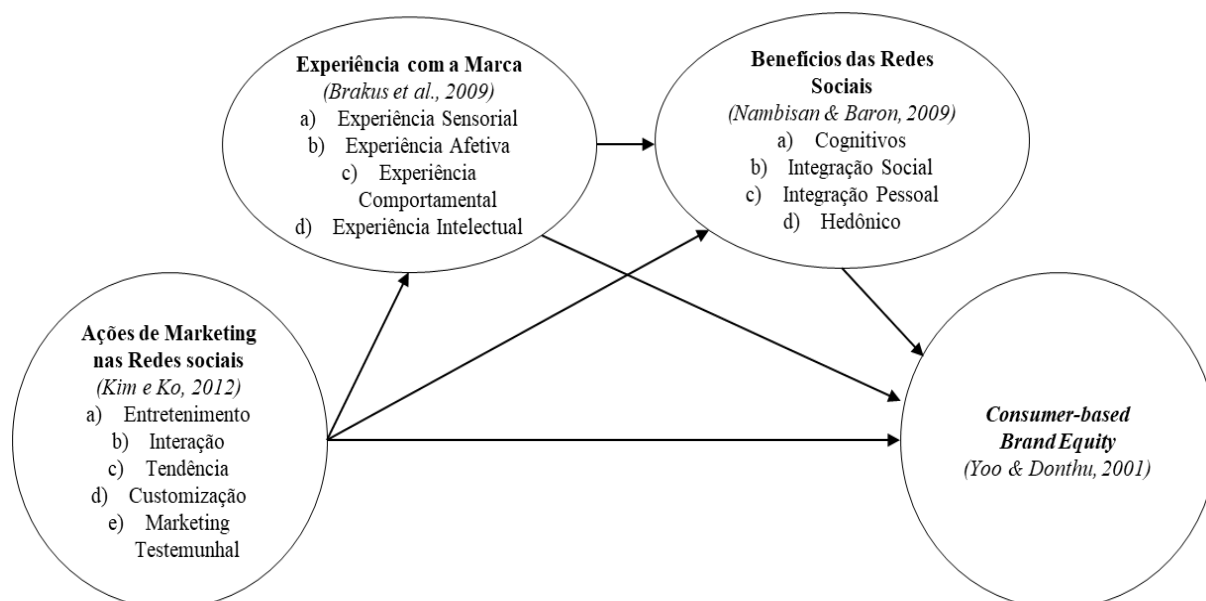 Experiência com a Marca
(Brakus et al., 2009)
a) Experiência Sensorial
b) Experiência Afetiva
c) Experiência
Comportamental
d) Experiência Intelectual
Benefícios das Redes
Sociais
(Nambisan & Baron, 2009)
a) Cognitivos
b) Integração Social
c) Integração Pessoal
d) Hedônico
Ações de Marketing
nas Redes sociais
(Kim e Ko, 2012)
a) Entretenimento
b) Interação
c) Tendência
d) Customização
e) Marketing
Testemunhal
Consumer-based
Brand Equity
(Yoo & Donthu, 2001)